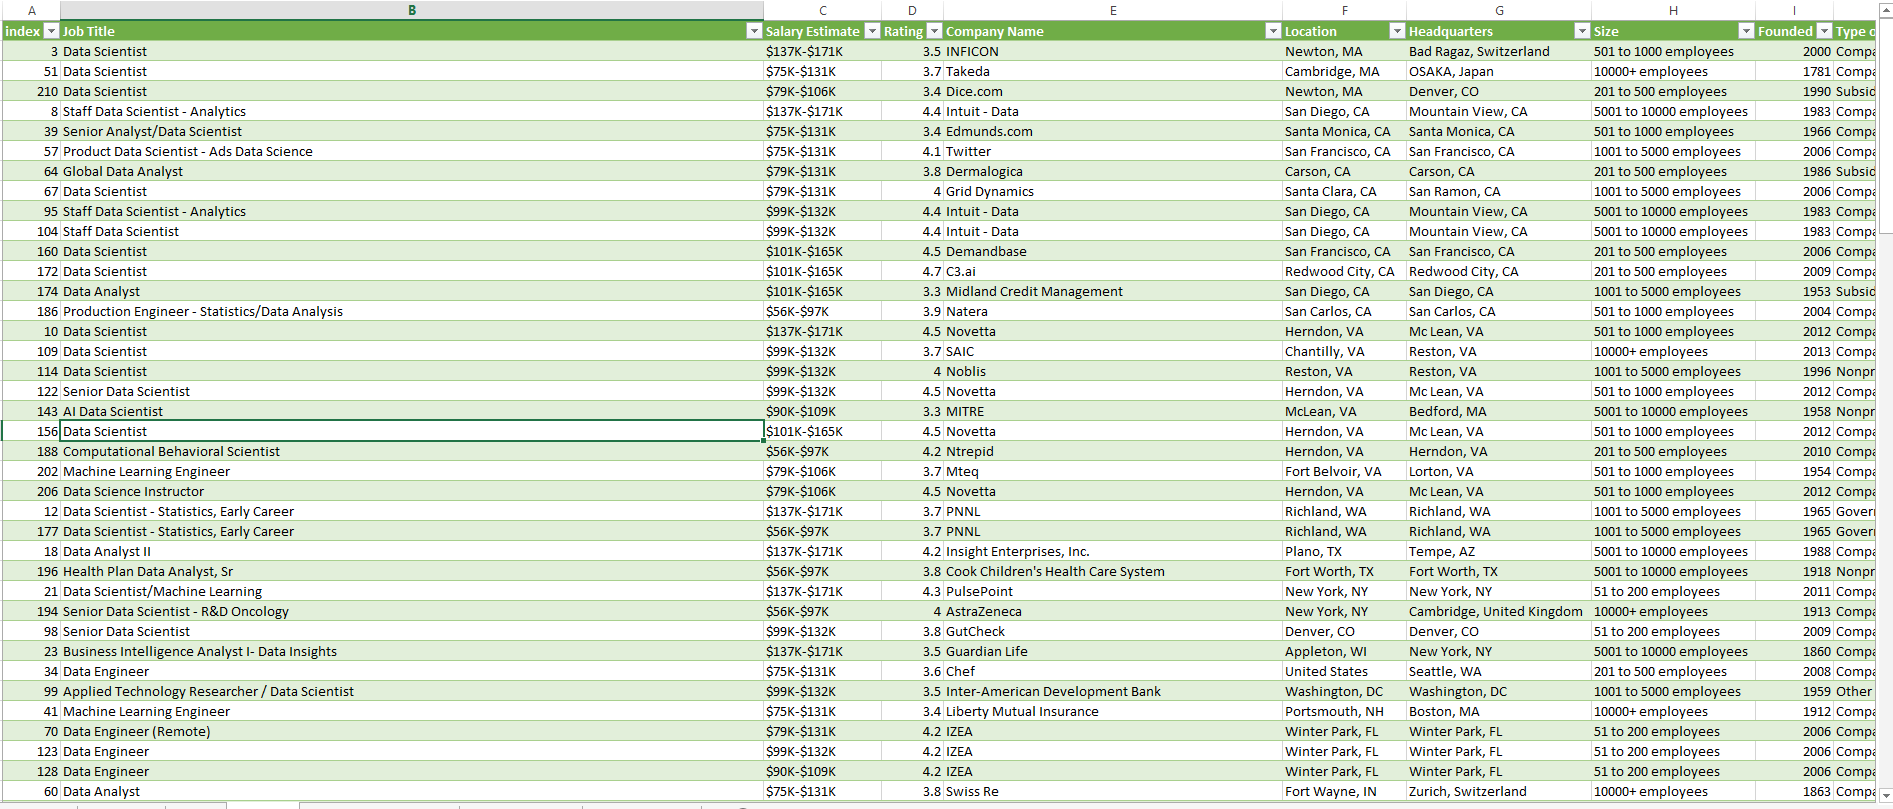 A B C D E F G H I
index Job Title Salary Estimate Rating Company Name Location Headquarters Size Founded Type o
3 Data Scientist $137K-$171K 3.5 INFICON Newton, MA Bad Ragaz, Switzerland 501 to 1000 employees 2000 Compa
51 Data Scientist $75K-$131K 3.7 Takeda Cambridge, MA OSAKA, Japan 10000+ employees 1781 Compa
210 Data Scientist $79K-$106K 3.4 Dice.com Newton, MA Denver, CO 201 to 500 employees 1990 Subsid
8 Staff Data Scientist - Analytics $137K-$171K 4.4 Intuit - Data San Diego, CA Mountain View, CA 5001 to 10000 employees 1983 Compa
39 Senior Analyst/Data Scientist $75K-$131K 3.4 Edmunds.com Santa Monica, CA Santa Monica, CA 501 to 1000 employees 1966 Compa
57 Product Data Scientist - Ads Data Science $75K-$131K 4.1 Twitter San Francisco, CA San Francisco, CA 1001 to 5000 employees 2006 Compa
64 Global Data Analyst $79K-$131K 3.8 Dermalogica Carson, CA Carson, CA 201 to 500 employees 1986 Subsid
67 Data Scientist $79K-$131K 4 Grid Dynamics Santa Clara, CA San Ramon, CA 1001 to 5000 employees 2006 Compa
95 Staff Data Scientist - Analytics $99K-$132K 4.4 Intuit - Data San Diego, CA Mountain View, CA 5001 to 10000 employees 1983 Compa
104 Staff Data Scientist $99K-$132K 4.4 Intuit - Data San Diego, CA Mountain View, CA 5001 to 10000 employees 1983 Compa
160 Data Scientist $101K-$165K 4.5 Demandbase San Francisco, CA San Francisco, CA 201 to 500 employees 2006 Compa
172 Data Scientist $101K-$165K 4.7 C3.ai Redwood City, CA Redwood City, CA 201 to 500 employees 2009 Compa
174 Data Analyst $101K-$165K 3.3 Midland Credit Management San Diego, CA San Diego, CA 1001 to 5000 employees 1953 Subsid
186 Production Engineer - Statistics/Data Analysis $56K-$97K 3.9 Natera San Carlos, CA San Carlos, CA 501 to 1000 employees 2004 Compa
10 Data Scientist $137K-$171K 4.5 Novetta Herndon, VA Mc Lean, VA 501 to 1000 employees 2012 Compa
109 Data Scientist $99K-$132K 3.7 SAIC Chantilly, VA Reston, VA 10000+ employees 2013 Compa
114 Data Scientist $99K-$132K 4 Noblis Reston, VA Reston, VA 1001 to 5000 employees 1996 Nonpr
122 Senior Data Scientist $99K-$132K 4.5 Novetta Herndon, VA Mc Lean, VA 501 to 1000 employees 2012 Compa
143 AI Data Scientist $90K-$109K 3.3 MITRE McLean, VA Bedford, MA 5001 to 10000 employees 1958 Nonpr
156 Data Scientist $101K-$165K 4.5 Novetta Herndon, VA Mc Lean, VA 501 to 1000 employees 2012 Compa
188 Computational Behavioral Scientist $56K-$97K 4.2 Ntrepid Herndon, VA Herndon, VA 201 to 500 employees 2010 Compa
202 Machine Learning Engineer $79K-$106K 3.7 Mteq Fort Belvoir, VA Lorton, VA 501 to 1000 employees 1954 Compa
206 Data Science Instructor $79K-$106K 4.5 Novetta Herndon, VA Mc Lean, VA 501 to 1000 employees 2012 Compa
12 Data Scientist - Statistics, Early Career $137K-$171K 3.7 PNNL Richland, WA Richland, WA 1001 to 5000 employees 1965 Gover
177 Data Scientist - Statistics, Early Career $56K-$97K 3.7 PNNL Richland, WA Richland, WA 1001 to 5000 employees 1965 Gover
18 Data Analyst II $137K-$171K 4.2 Insight Enterprises, Inc. Plano, TX Tempe, AZ 5001 to 10000 employees 1988 Compa
196 Health Plan Data Analyst, Sr $56K-$97K 3.8 Cook Children's Health Care System Fort Worth, TX Fort Worth, TX 5001 to 10000 employees 1918 Nonpr
21 Data Scientist/Machine Learning $137K-$171K 4.3 PulsePoint New York, NY New York, NY 51 to 200 employees 2011 Compa
194 Senior Data Scientist - R&D Oncology $56K-$97K 4 AstraZeneca New York, NY Cambridge, United Kingdom 10000+ employees 1913 Compa
98 Senior Data Scientist $99K-$132K 3.8 GutCheck Denver, CO Denver, CO 51 to 200 employees 2009 Compa
23 Business Intelligence Analyst I- Data Insights $137K-$171K 3.5 Guardian Life Appleton, WI New York, NY 5001 to 10000 employees 1860 Compa
34 Data Engineer $75K-$131K 3.6 Chef United States Seattle, WA 201 to 500 employees 2008 Compa
99 Applied Technology Researcher / Data Scientist $99K-$132K 3.5 Inter-American Development Bank Washington, DC Washington, DC 1001 to 5000 employees 1959 Other
41 Machine Learning Engineer $75K-$131K 3.4 Liberty Mutual Insurance Portsmouth, NH Boston, MA 10000+ employees 1912 Compa
70 Data Engineer (Remote) $79K-$131K 4.2 IZEA Winter Park, FL Winter Park, FL 51 to 200 employees 2006 Compa
123 Data Engineer $99K-$132K 4.2 IZEA Winter Park, FL Winter Park, FL 51 to 200 employees 2006 Compa
128 Data Engineer $90K-$109K 4.2 IZEA Winter Park, FL Winter Park, FL 51 to 200 employees 2006 Compa
60 Data Analyst $75K-$131K 3.8 Swiss Re Fort Wayne, IN Zurich, Switzerland 10000+ employees 1863 Compa